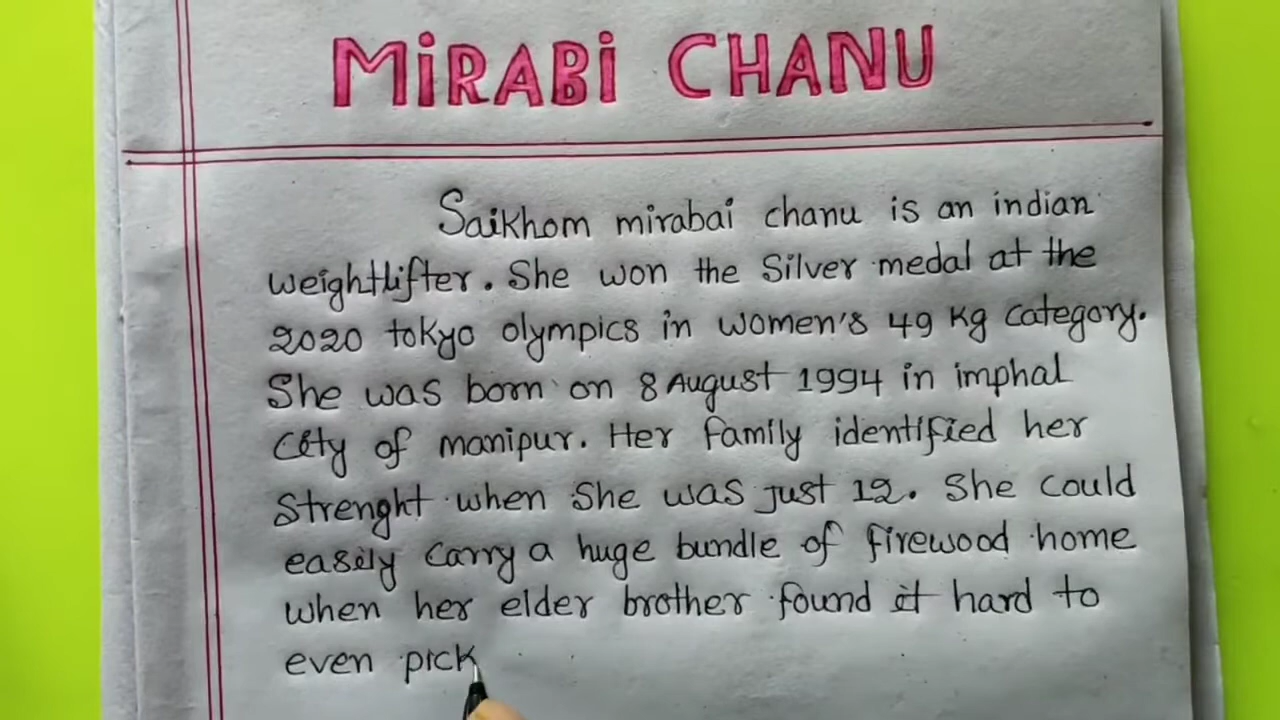 MiRABi CHANU
Saikhom mirabai chanu is an indian
weightlifter. She won the Silver medal at the
2020 tokyo olympics in women's 49 kg category.
She was born on 8 August 1994 in imphal
City of manipur. Her family identified her
Strenght when She was just 12. She could
easily carry a huge bundle of firewood home
when her elder brother found it hard to
even pick